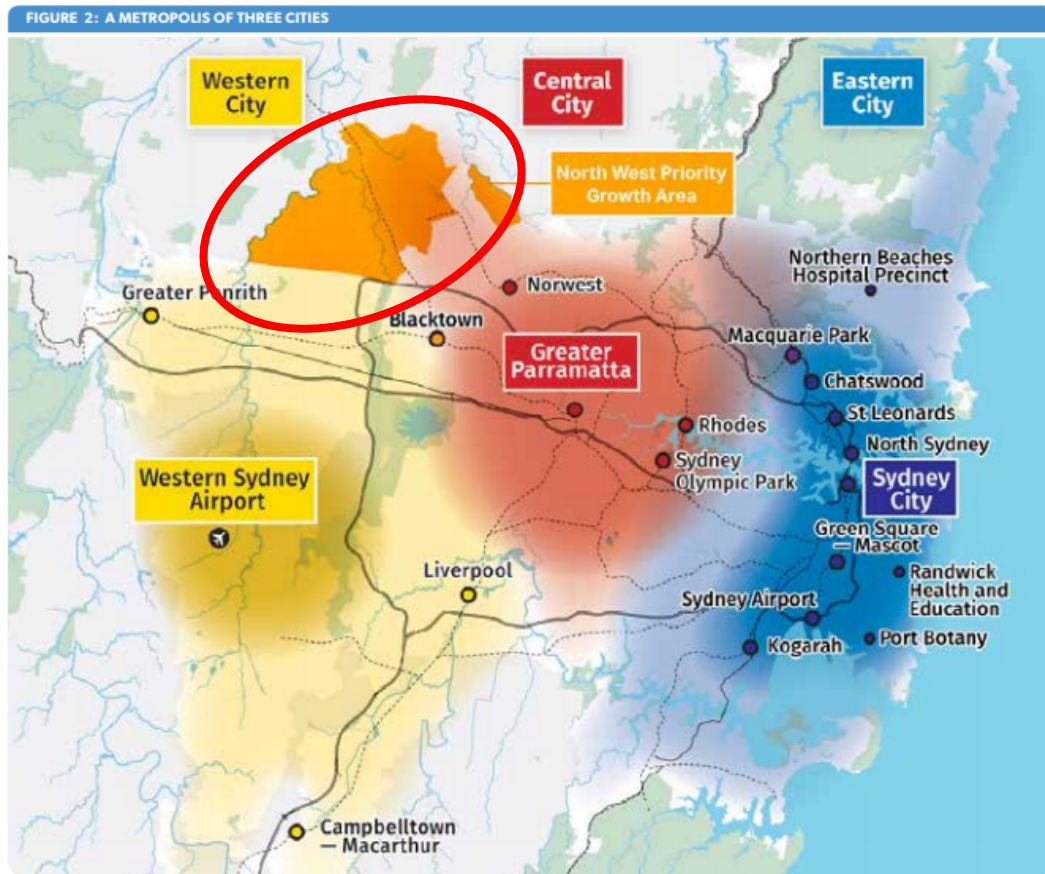 FIGURE 2: A METROPOLIS OF THREE CITIES
Western
City
Central
City
Eastern
City
North West Priority
Growth Area
Northern Beaches
Hospital Precinct
Greater Penrith
Norwest
Blacktown
Macquarie Park
Greater
Parramatta
Chatswood
St Leonards
Rhodes
North Sydney
Sydney
Olympic Park
Sydney
City
Western Sydney
Airport
Green Square
— Mascot
Liverpool
Randwick
Health and
Education
Sydney Airport
Port Botany
Kogarah
Campbelltown
— Macarthur